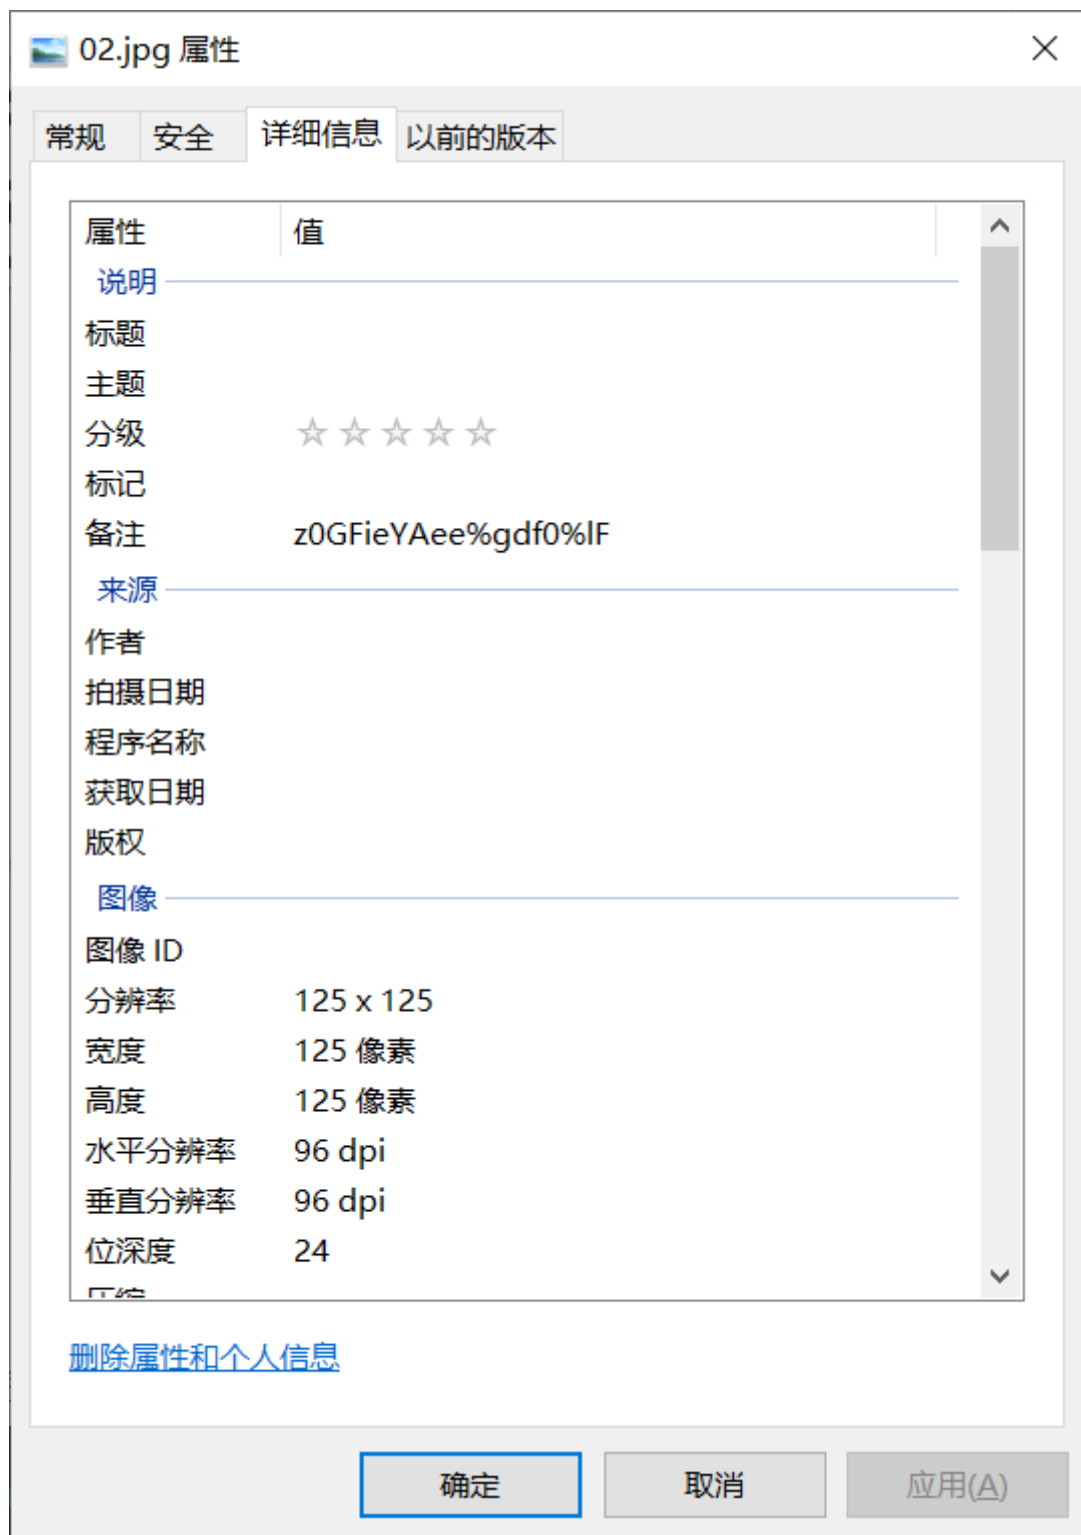 02.jpg 属性
常规 安全 详细信息 以前的版本
属性 值
说明
标题
主题
分级
标记
备注 z0GFieYAee%gdf0%lF
来源
作者
拍摄日期
程序名称
获取日期
版权
图像
图像 ID
分辨率 125 x 125
宽度 125 像素
高度 125 像素
水平分辨率 96 dpi
垂直分辨率 96 dpi
位深度 24
压缩
删除属性和个人信息
确定 取消 应用(A)